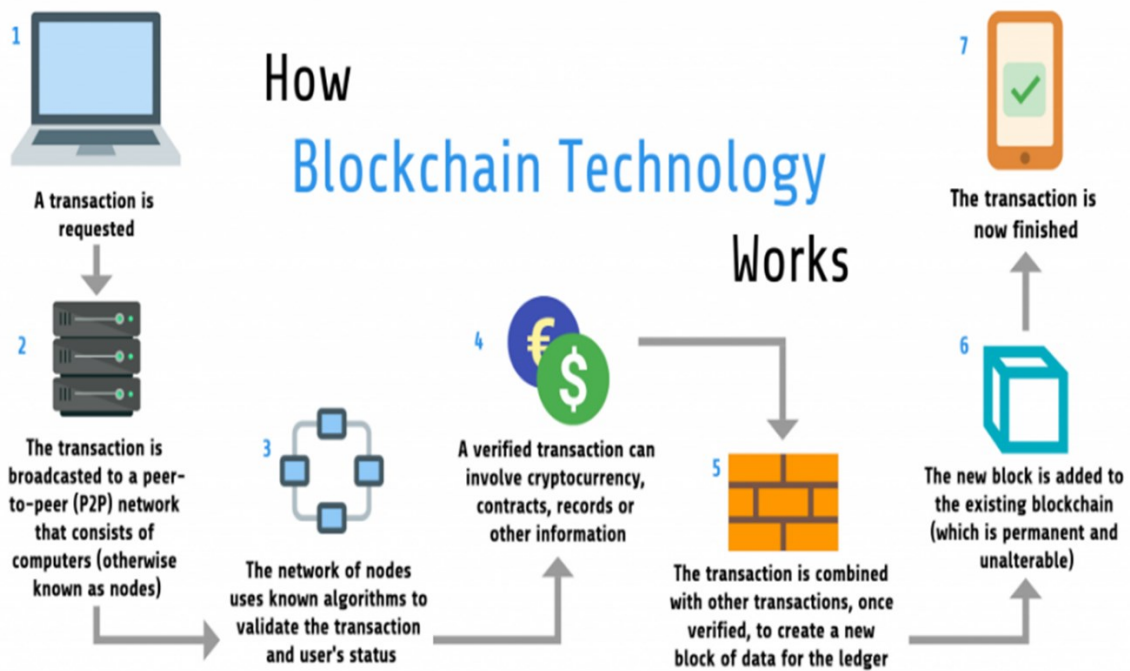 How
Blockchain Technology
Works
1
A transaction is
requested
2
The transaction is
broadcasted to a peer-
to-peer (P2P) network
that consists of
computers (otherwise
known as nodes)
3
The network of nodes
uses known algorithms to
validate the transaction
and user's status
4
€
$
A verified transaction can
involve cryptocurrency,
contracts, records or
other information
5
The transaction is combined
with other transactions, once
verified, to create a new
block of data for the ledger
6
The new block is added to
the existing blockchain
(which is permanent and
unalterable)
7
The transaction is
now finished